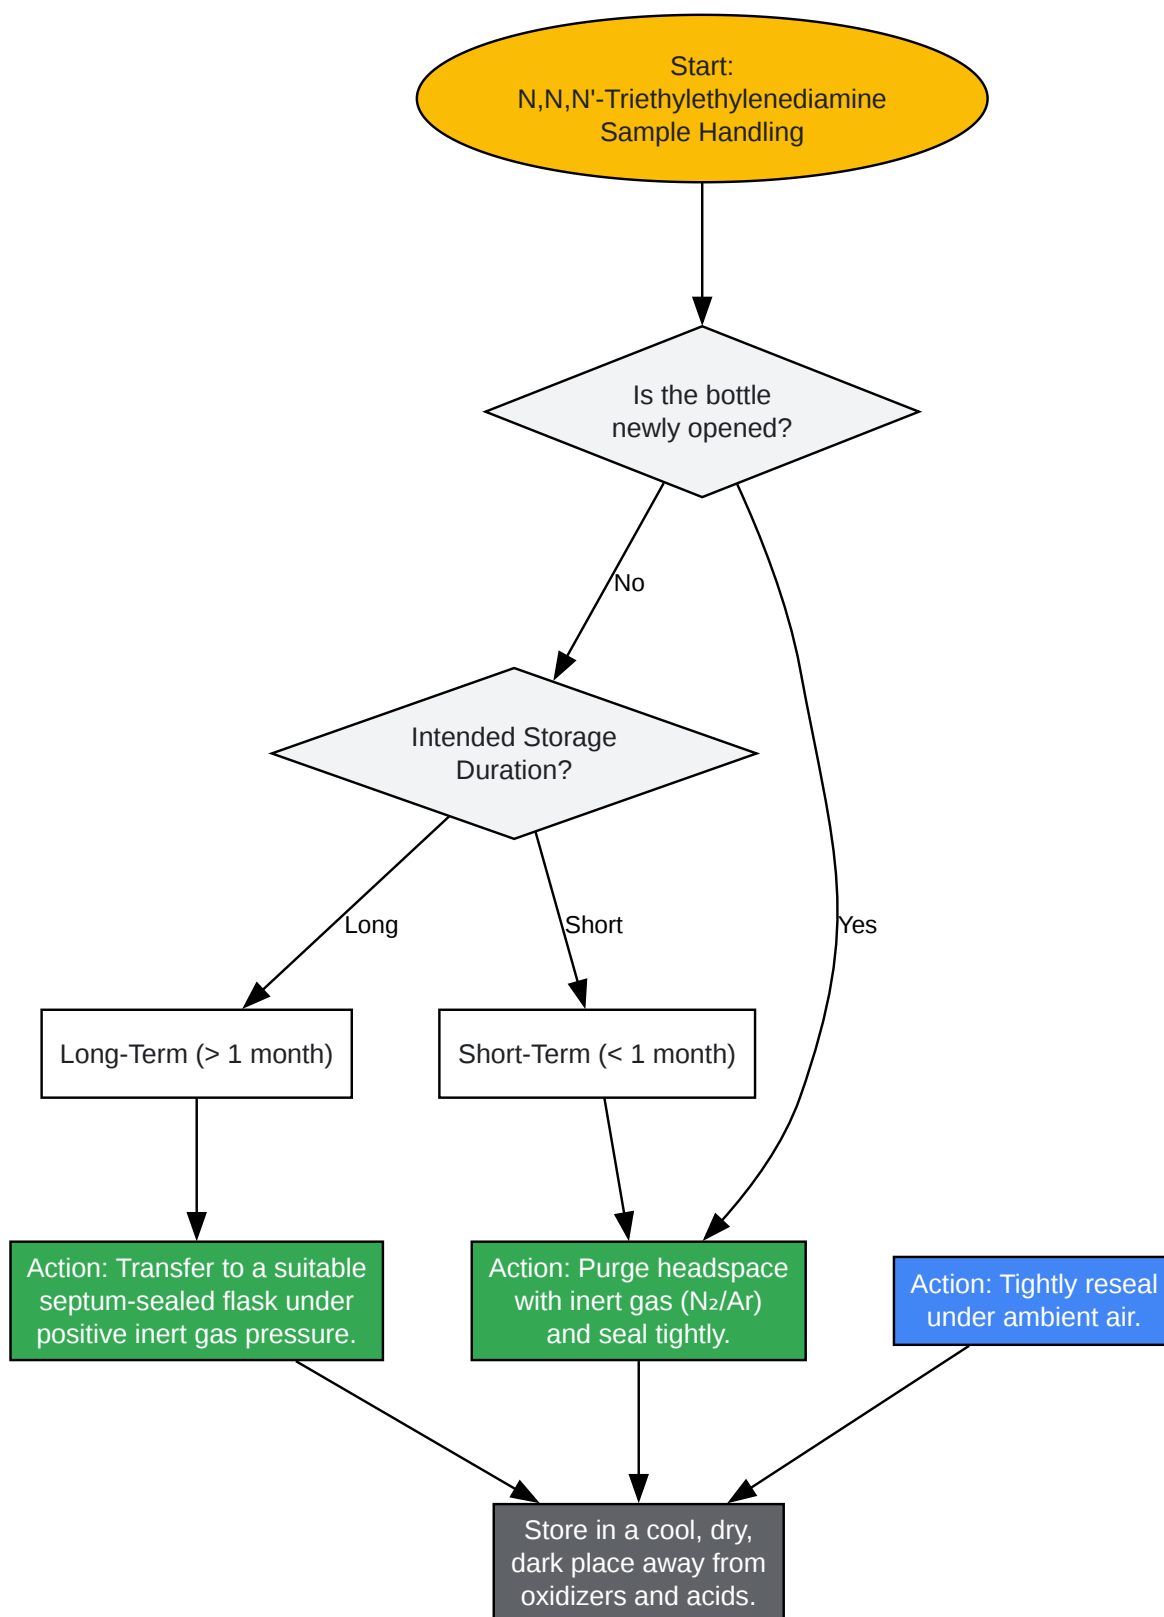 Start:
N,N,N'-Triethylethylenediamine
Sample Handling
Is the bottle
newly opened?
No
Intended Storage
Duration?
Long
Short
Yes
Long-Term (> 1 month)
Short-Term (< 1 month)
Action: Transfer to a suitable
septum-sealed flask under
positive inert gas pressure.
Action: Purge headspace
with inert gas (N₂/Ar)
and seal tightly.
Action: Tightly reseal
under ambient air.
Store in a cool, dry,
dark place away from
oxidizers and acids.